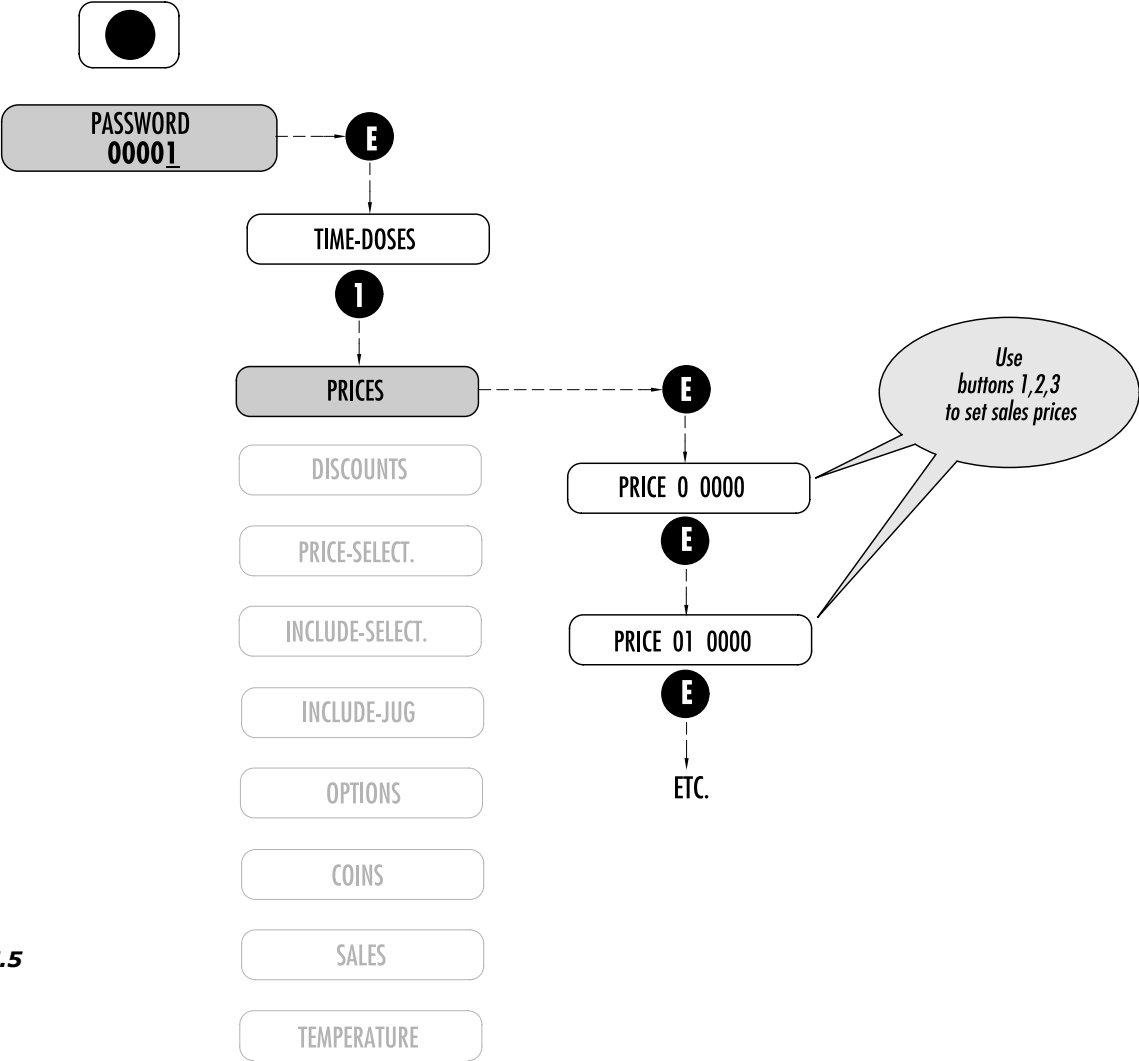 PASSWORD
00001
E
TIME-DOSES
1
PRICES
E
Use
buttons 1,2,3
to set sales prices
DISCOUNTS
PRICE 0 0000
E
PRICE-SELECT.
INCLUDE-SELECT.
PRICE 01 0000
E
INCLUDE-JUG
OPTIONS
ETC.
COINS
SALES
.5
TEMPERATURE